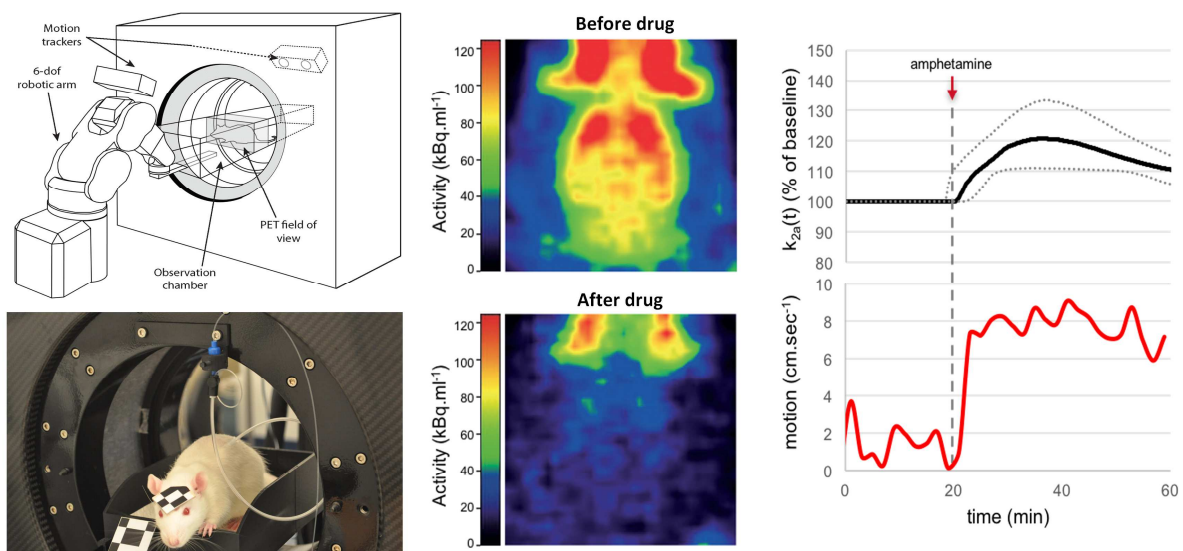 Motion
trackers
6-dof
robotic arm
PET field of
view
Observation
chamber
Before drug
Activity (kBq.ml⁻¹)
120
100
80
60
40
20
0
After drug
Activity (kBq.ml⁻¹)
120
100
80
60
40
20
0
amphetamine
k₂ₐ(t) (% of baseline)
150
140
130
120
110
100
90
80
motion (cm.sec⁻¹)
10
8
6
4
2
0
0 20 40 60
time (min)